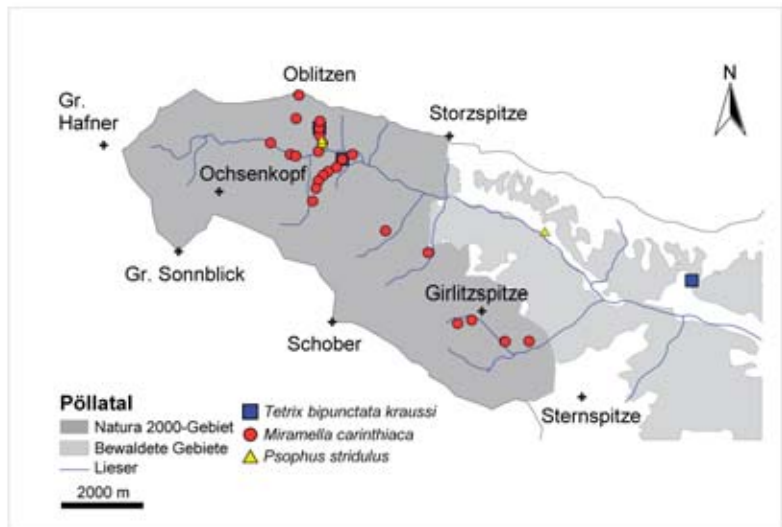 Oblitzen
N
Gr.
Hafner
Storzspitze
Ochsenkopf
Gr. Sonnblick
Girlitzspitze
Schober
Sternspitze
Pöllatal
Natura 2000-Gebiet
Bewaldete Gebiete
Lieser
2000 m
Tetrix bipunctata kraussi
Miramella carinthiaca
Psophus stridulus